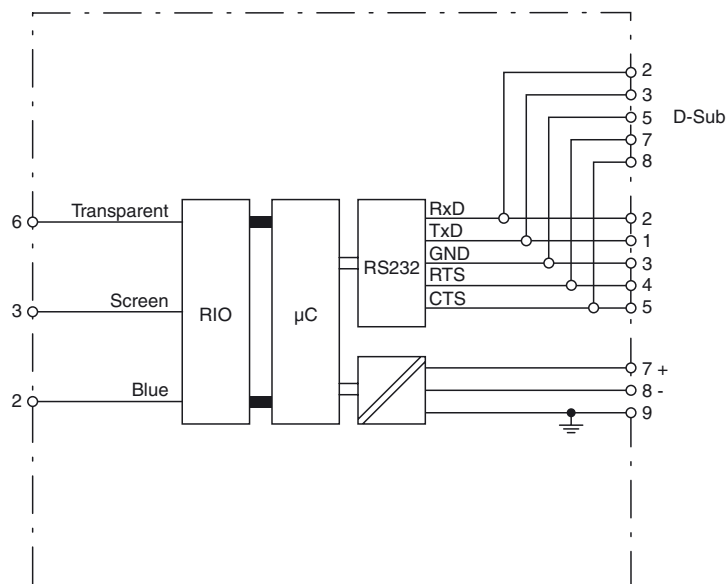 2
3
5 D-Sub
7
8
6 Transparent
RxD 2
TxD 1
GND 3
RS232
RTS 4
CTS 5
3 Screen
RIO
µC
7 +
2 Blue
8 -
9